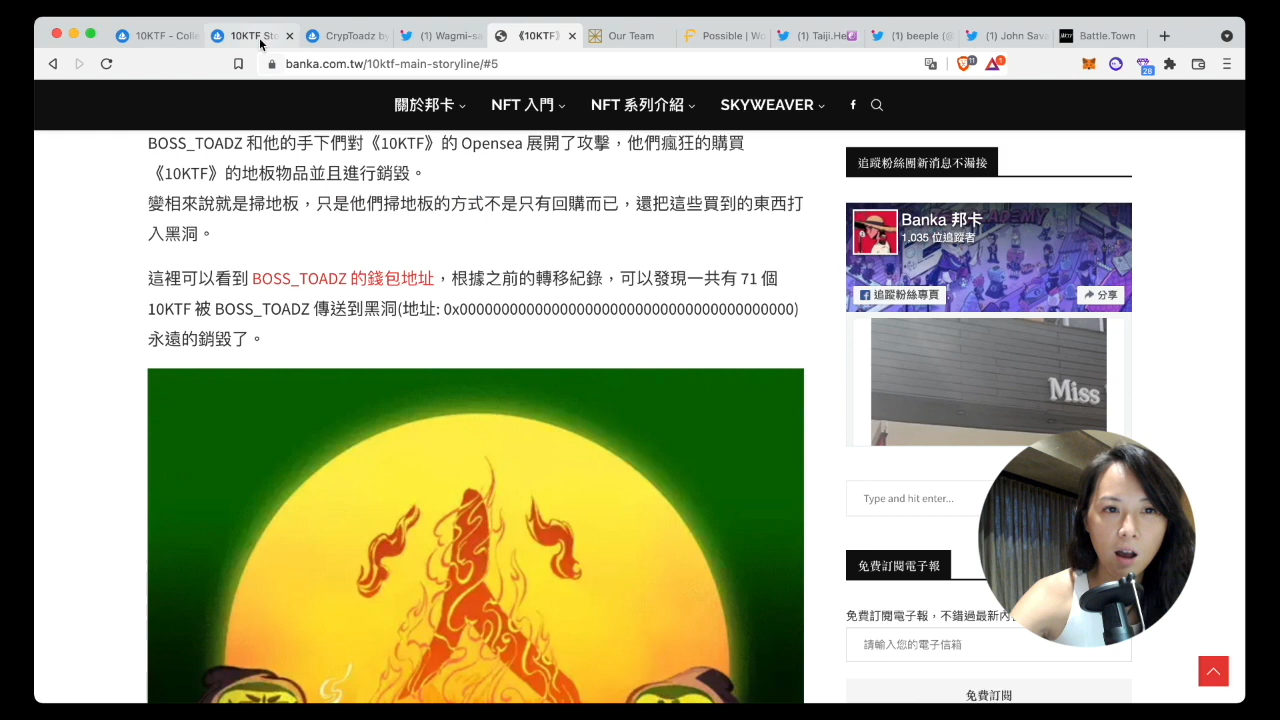 10KTF - Colle
10KTF Sto
CrypToadz by
(1) Wagmi-sa
《10KTF》
Our Team
Possible | Wo
(1) Taiji.He
(1) beeple (@
(1) John Sava
Battle.Town
banka.com.tw/10ktf-main-storyline/#5
11
1
28
關於邦卡
NFT 入門
NFT 系列介紹
SKYWEAVER
BOSS_TOADZ 和他的手下們對《10KTF》的 Opensea 展開了攻擊，他們瘋狂的購買
《10KTF》的地板物品並且進行銷毀。
變相來說就是掃地板，只是他們掃地板的方式不是只有回購而已，還把這些買到的東西打
入黑洞。
這裡可以看到 BOSS_TOADZ 的錢包地址，根據之前的轉移紀錄，可以發現一共有 71 個
10KTF 被 BOSS_TOADZ 傳送到黑洞(地址: 0x0000000000000000000000000000000000000000)
永遠的銷毀了。
追蹤粉絲團新消息不漏接
Banka 邦卡
1,035 位追蹤者
追蹤粉絲專頁
分享
Miss
Type and hit enter...
免費訂閱電子報
免費訂閱電子報，不錯過最新內
請輸入您的電子信箱
免費訂閱